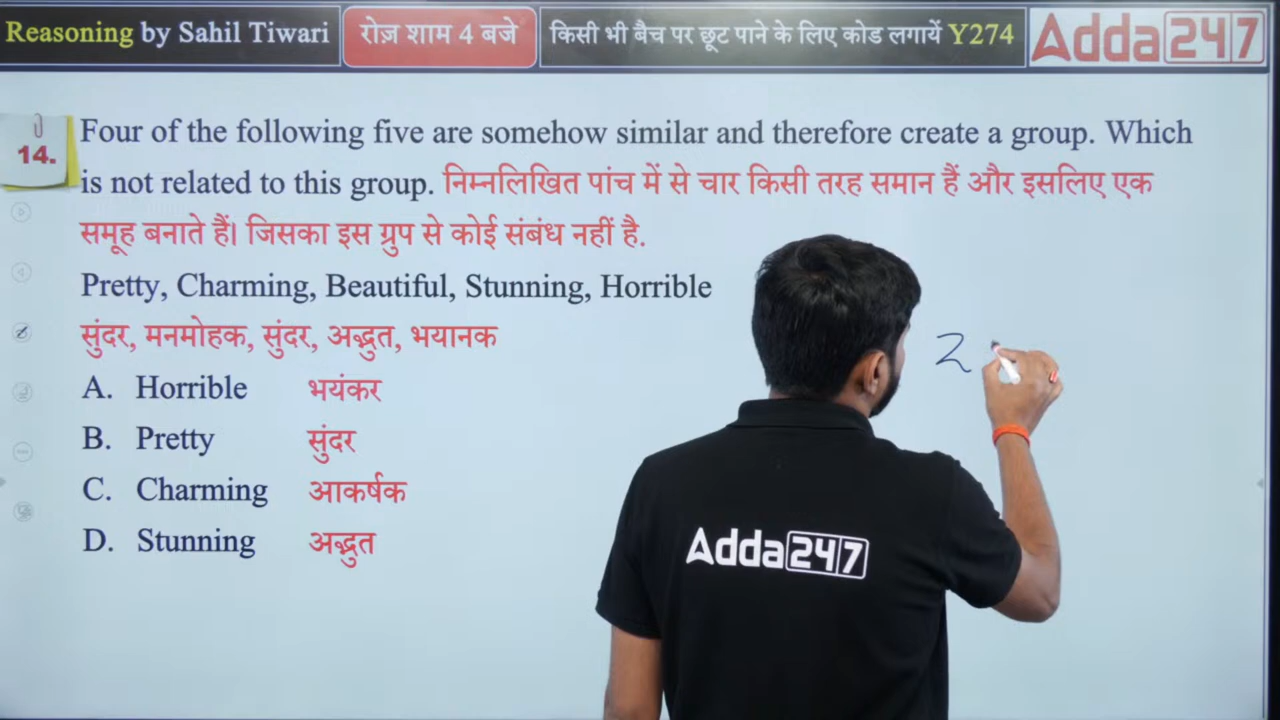 Reasoning by Sahil Tiwari
रोज़ शाम 4 बजे
किसी भी बैच पर छूट पाने के लिए कोड लगायें Y274
Adda247
14.
Four of the following five are somehow similar and therefore create a group. Which
is not related to this group. निम्नलिखित पांच में से चार किसी तरह समान हैं और इसलिए एक
समूह बनाते हैं। जिसका इस ग्रुप से कोई संबंध नहीं है.
Pretty, Charming, Beautiful, Stunning, Horrible
सुंदर, मनमोहक, सुंदर, अद्भुत, भयानक
A. Horrible भयंकर
B. Pretty सुंदर
C. Charming आकर्षक
D. Stunning अद्भुत
2
Adda247